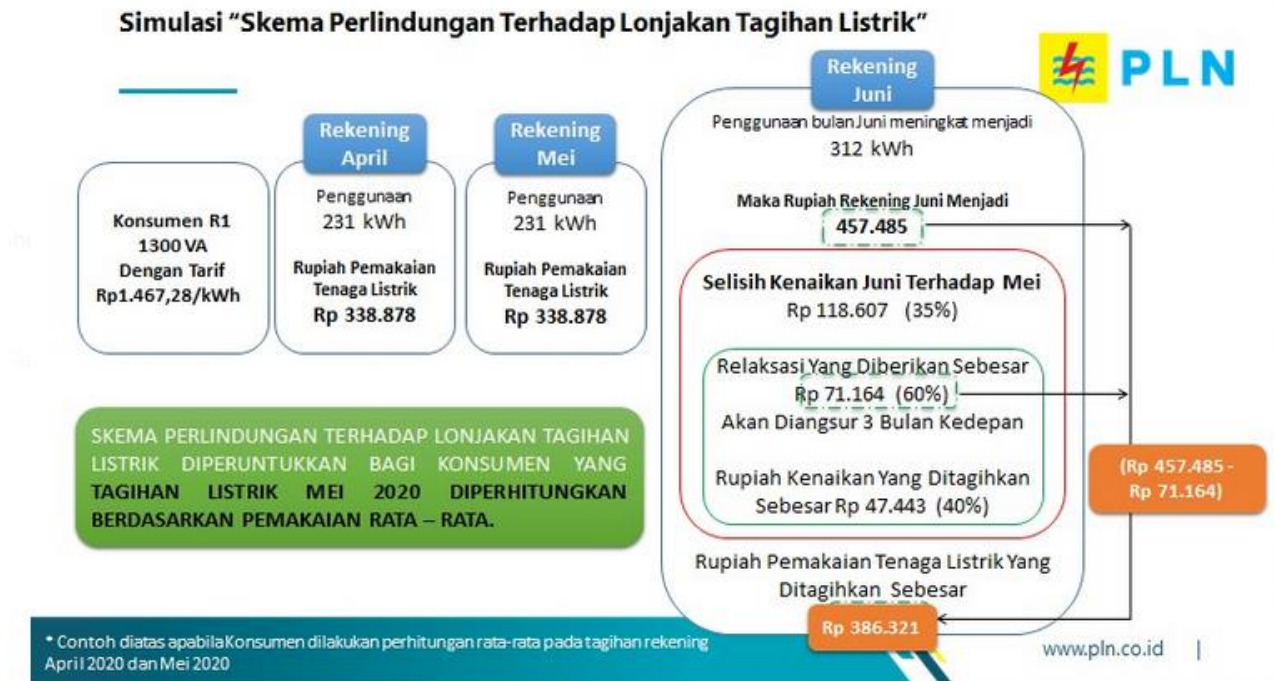 Simulasi “Skema Perlindungan Terhadap Lonjakan Tagihan Listrik”
PLN
Konsumen R1
1300 VA
Dengan Tarif
Rp1.467,28/kWh
Rekening
April
Penggunaan
231 kWh
Rupiah Pemakaian
Tenaga Listrik
Rp 338.878
Rekening
Mei
Penggunaan
231 kWh
Rupiah Pemakaian
Tenaga Listrik
Rp 338.878
Rekening
Juni
Penggunaan bulan Juni meningkat menjadi
312 kWh
Maka Rupiah Rekening Juni Menjadi
457.485
Selisih Kenaikan Juni Terhadap Mei
Rp 118.607 (35%)
Relaksasi Yang Diberikan Sebesar
Rp 71.164 (60%)
Akan Diangsur 3 Bulan Kedepan
Rupiah Kenaikan Yang Ditagihkan
Sebesar Rp 47.443 (40%)
Rupiah Pemakaian Tenaga Listrik Yang
Ditagihkan Sebesar
Rp 386.321
(Rp 457.485 -
Rp 71.164)
SKEMA PERLINDUNGAN TERHADAP LONJAKAN TAGIHAN
LISTRIK DIPERUNTUKKAN BAGI KONSUMEN YANG
TAGIHAN LISTRIK MEI 2020 DIPERHITUNGKAN
BERDASARKAN PEMAKAIAN RATA – RATA.
* Contoh diatas apabila Konsumen dilakukan perhitungan rata-rata pada tagihan rekening
April 2020 dan Mei 2020
www.pln.co.id |